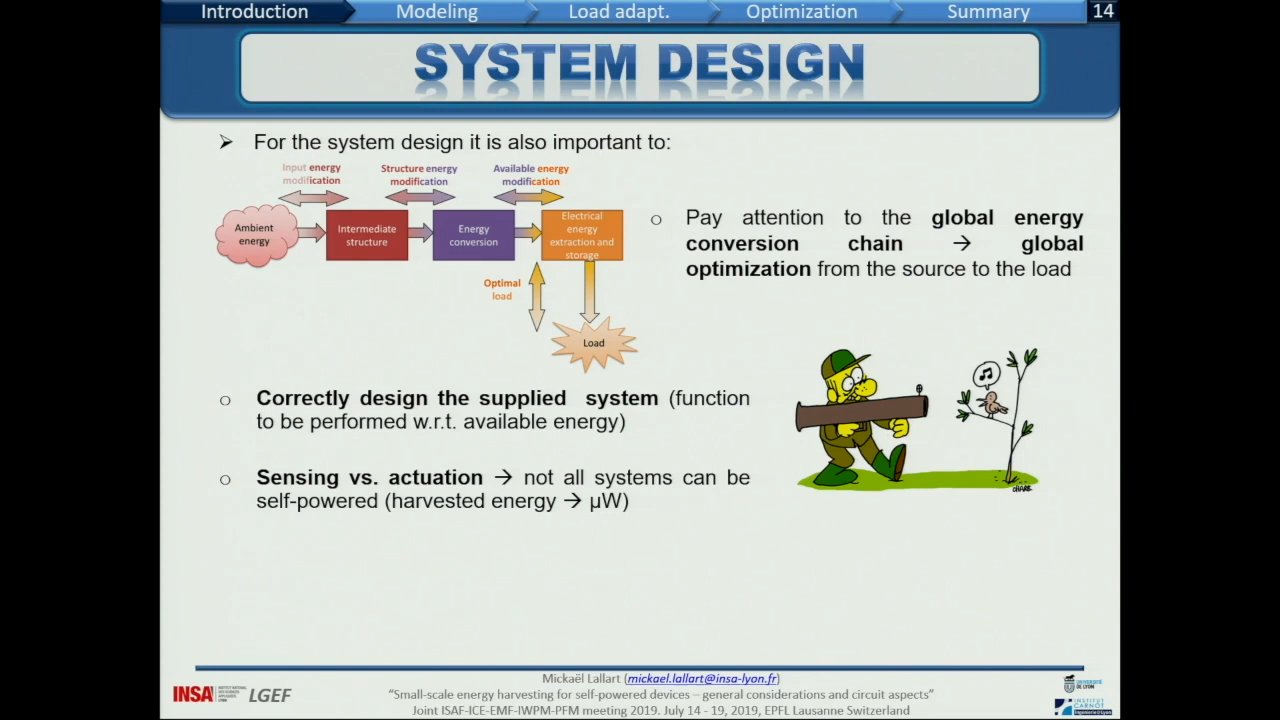 Introduction Modeling Load adapt. Optimization Summary 14
SYSTEM DESIGN
➢ For the system design it is also important to:
Input energy
modification
Structure energy
modification
Available energy
modification
Ambient
energy
Intermediate
structure
Energy
conversion
Electrical
energy
extraction and
storage
Optimal
load
Load
o Pay attention to the global energy
conversion chain → global
optimization from the source to the load
o Correctly design the supplied system (function
to be performed w.r.t. available energy)
o Sensing vs. actuation → not all systems can be
self-powered (harvested energy → µW)
Mickaël Lallart (mickael.lallart@insa-lyon.fr)
“Small-scale energy harvesting for self-powered devices – general considerations and circuit aspects”
Joint ISAF-ICE-EMF-IWPM-PFM meeting 2019. July 14 - 19, 2019, EPFL Lausanne Switzerland
INSA LGEF
UNIVERSITÉ
DE LYON
INSTITUT
CARNOT